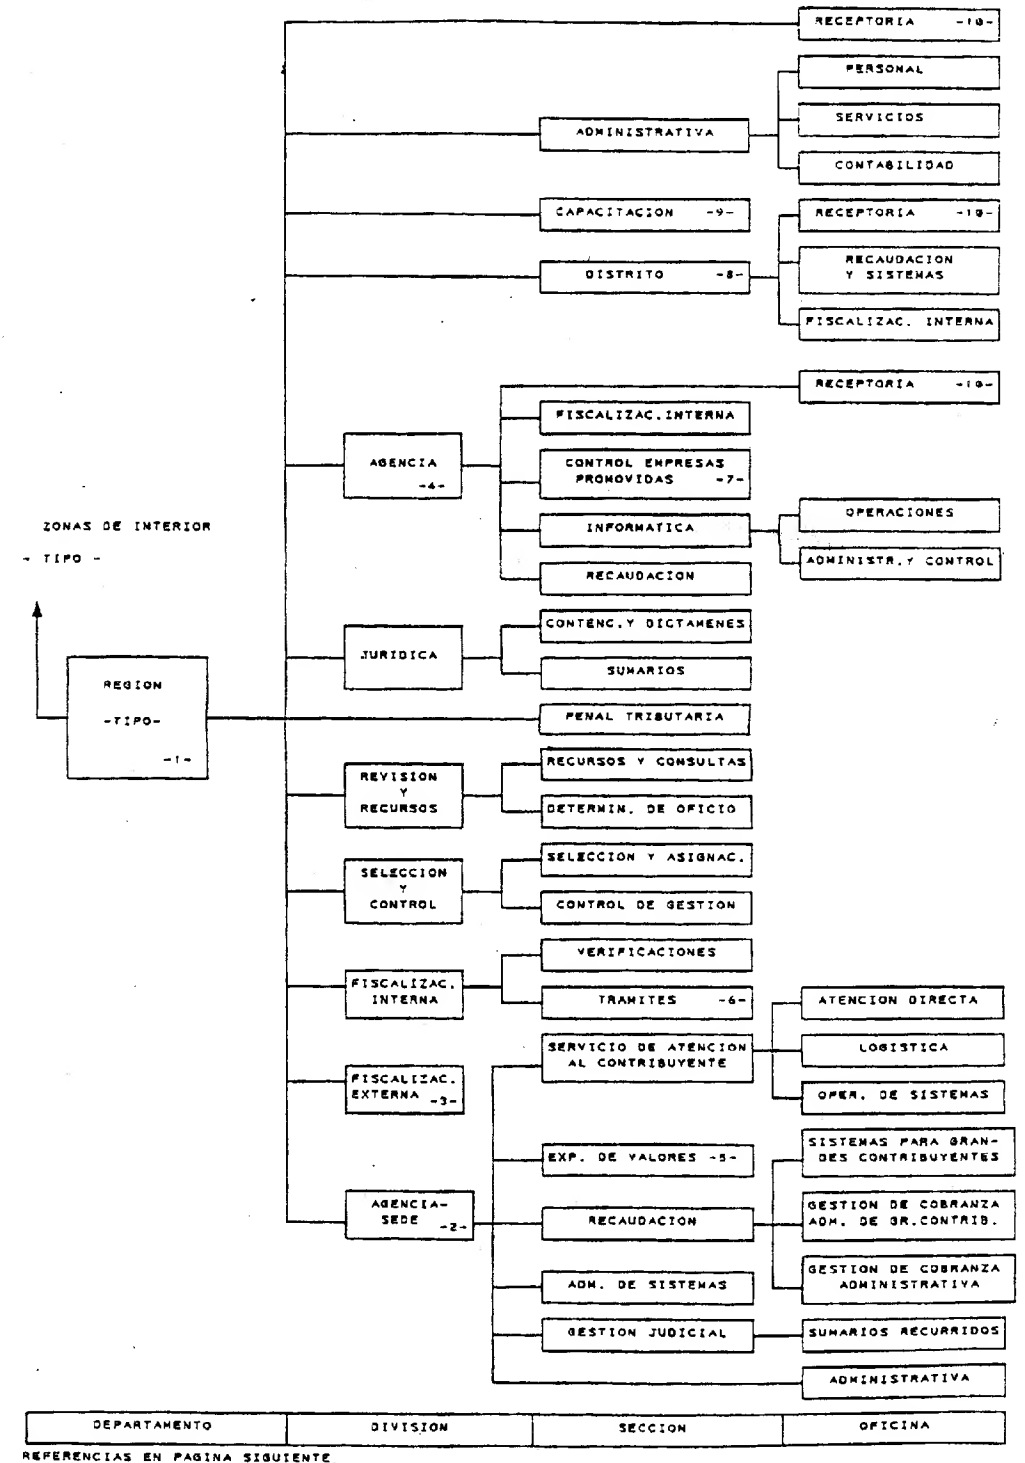 RECEPTORIA -10-
PERSONAL
ADMINISTRATIVA
SERVICIOS
CONTABILIDAD
CAPACITACION -9-
RECEPTORIA -10-
DISTRITO -8-
RECAUDACION
Y SISTEMAS
FISCALIZAC. INTERNA
RECEPTORIA -10-
FISCALIZAC.INTERNA
AGENCIA
-4-
CONTROL EMPRESAS
PROMOVIDAS -7-
INFORMATICA
OPERACIONES
ADMINISTR.Y CONTROL
RECAUDACION
ZONAS DE INTERIOR
- TIPO -
CONTENC.Y DICTAMENES
JURIDICA
SUMARIOS
REGION
-TIPO-
-1-
PENAL TRIBUTARIA
REVISION
Y
RECURSOS
RECURSOS Y CONSULTAS
DETERMIN. DE OFICIO
SELECCION
Y
CONTROL
SELECCION Y ASIGNAC.
CONTROL DE GESTION
FISCALIZAC.
INTERNA
VERIFICACIONES
TRAMITES -6-
SERVICIO DE ATENCION
AL CONTRIBUYENTE
ATENCION DIRECTA
LOGISTICA
OPER. DE SISTEMAS
FISCALIZAC.
EXTERNA -3-
AGENCIA-
SEDE
-2-
EXP. DE VALORES -5-
RECAUDACION
SISTEMAS PARA GRAN-
DES CONTRIBUYENTES
GESTION DE COBRANZA
ADM. DE GR.CONTRIB.
GESTION DE COBRANZA
ADMINISTRATIVA
ADM. DE SISTEMAS
GESTION JUDICIAL
SUMARIOS RECURRIDOS
ADMINISTRATIVA
DEPARTAMENTO DIVISION SECCION OFICINA
REFERENCIAS EN PAGINA SIGUIENTE